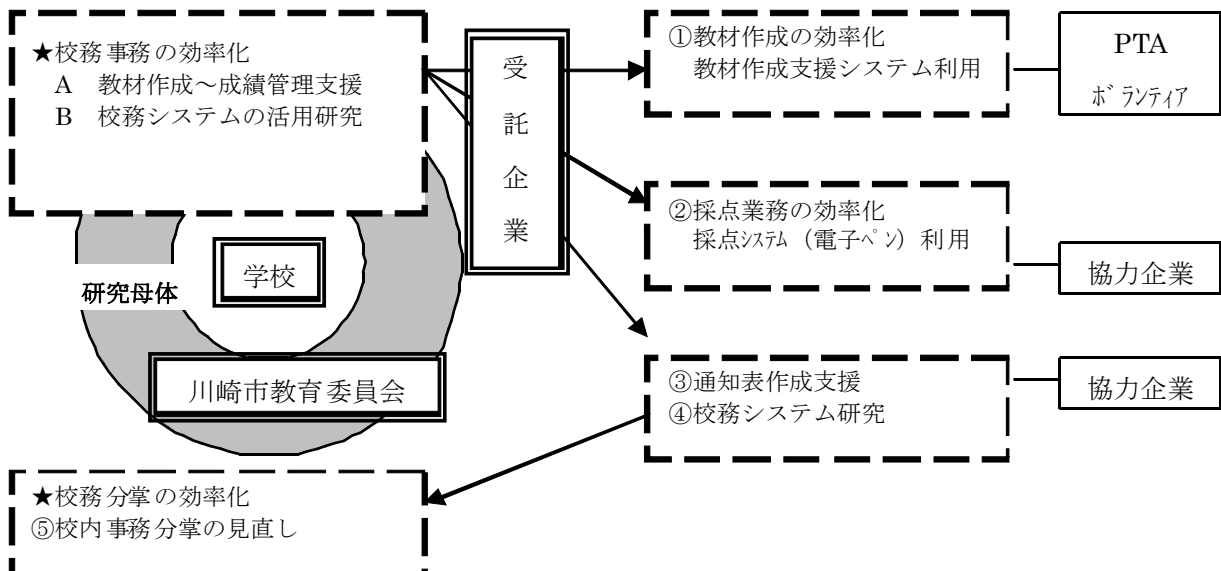 ★校務事務の効率化
A 教材作成～成績管理支援
B 校務システムの活用研究
受託企業
①教材作成の効率化
教材作成支援システム利用
PTA
ﾎﾞﾗﾝﾃｨｱ
②採点業務の効率化
採点ｼｽﾃﾑ（電子ﾍﾟﾝ）利用
協力企業
学校
研究母体
川崎市教育委員会
③通知表作成支援
④校務システム研究
協力企業
★校務分掌の効率化
⑤校内事務分掌の見直し